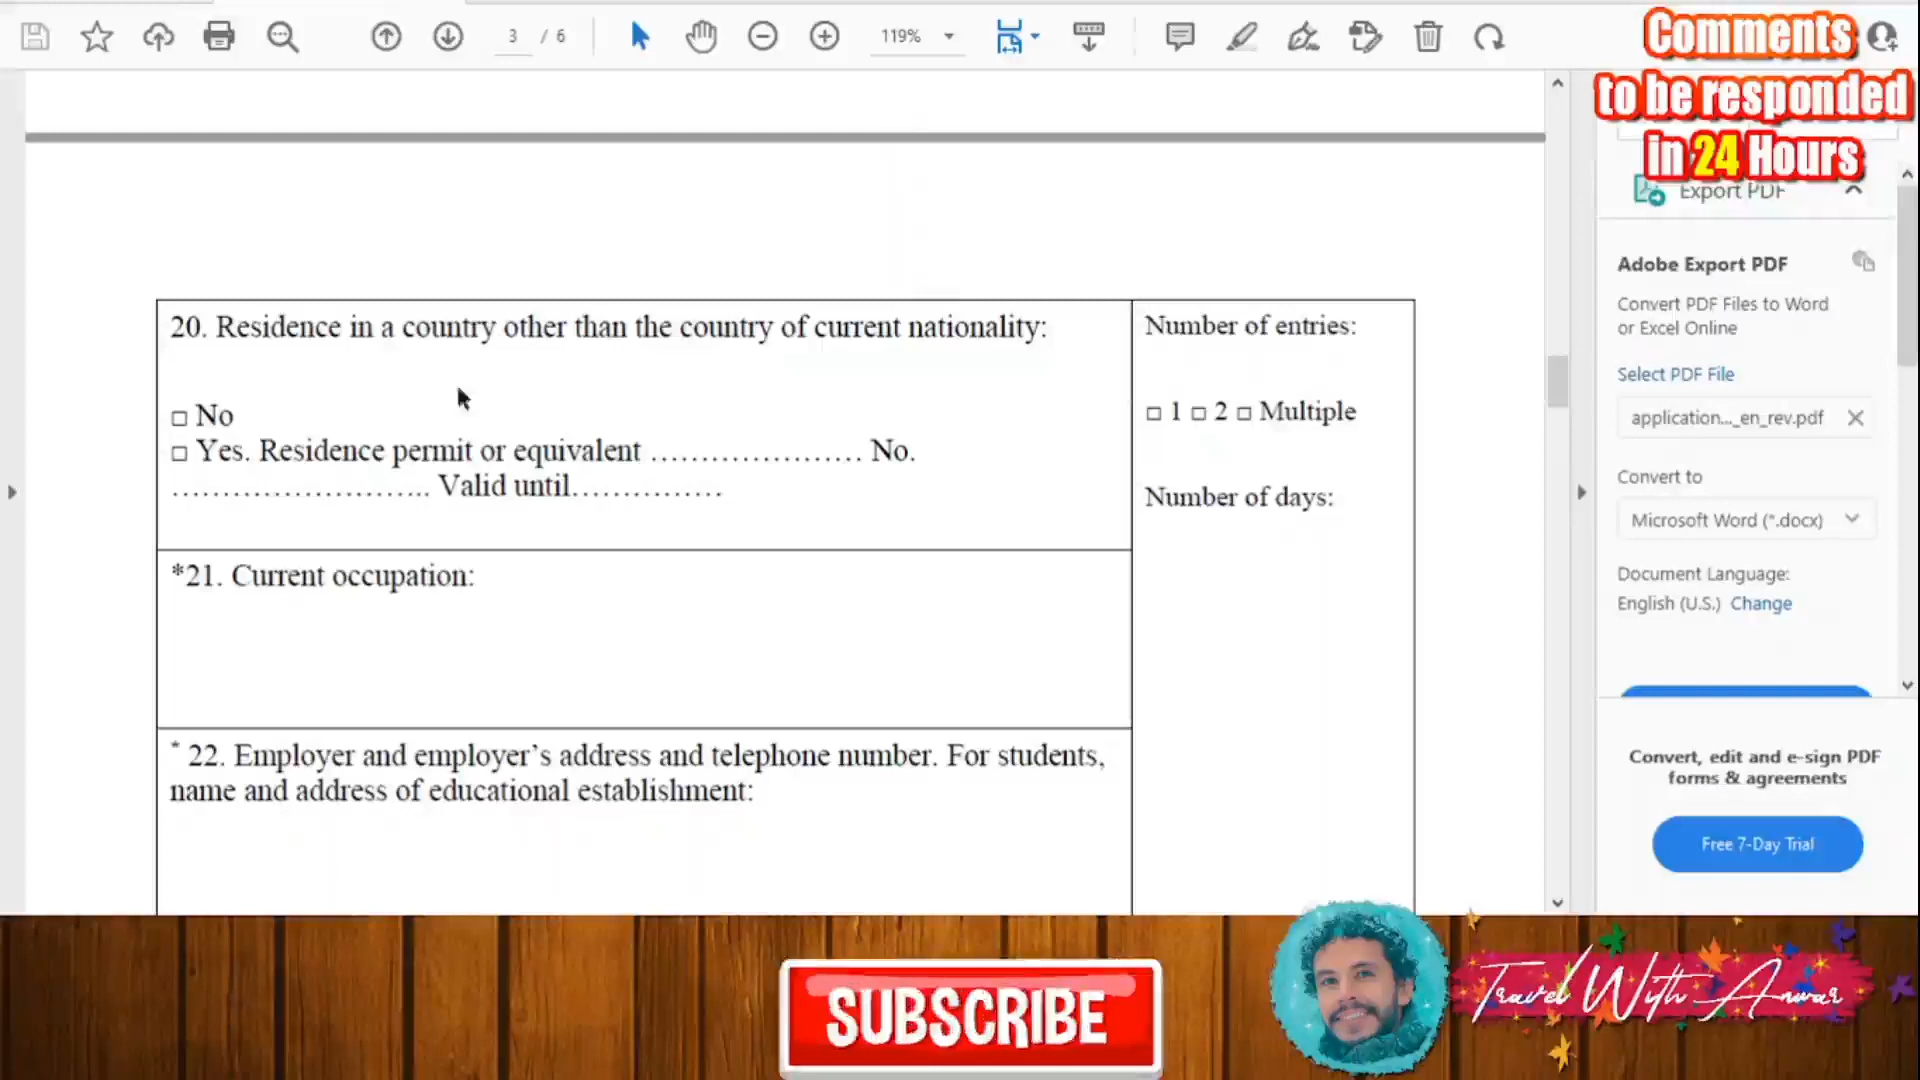 3 / 6
119%
Comments
to be responded
in 24 Hours
Export PDF
Adobe Export PDF
Convert PDF Files to Word
or Excel Online
Select PDF File
application..._en_rev.pdf
Convert to
Microsoft Word (*.docx)
Document Language:
English (U.S.) Change
Convert, edit and e-sign PDF
forms & agreements
Free 7-Day Trial
20. Residence in a country other than the country of current nationality:
□ No
□ Yes. Residence permit or equivalent ………………… No.
…………………….. Valid until……………
*21. Current occupation:
* 22. Employer and employer’s address and telephone number. For students,
name and address of educational establishment:
Number of entries:
□ 1 □ 2 □ Multiple
Number of days:
SUBSCRIBE
Travel With Anwar